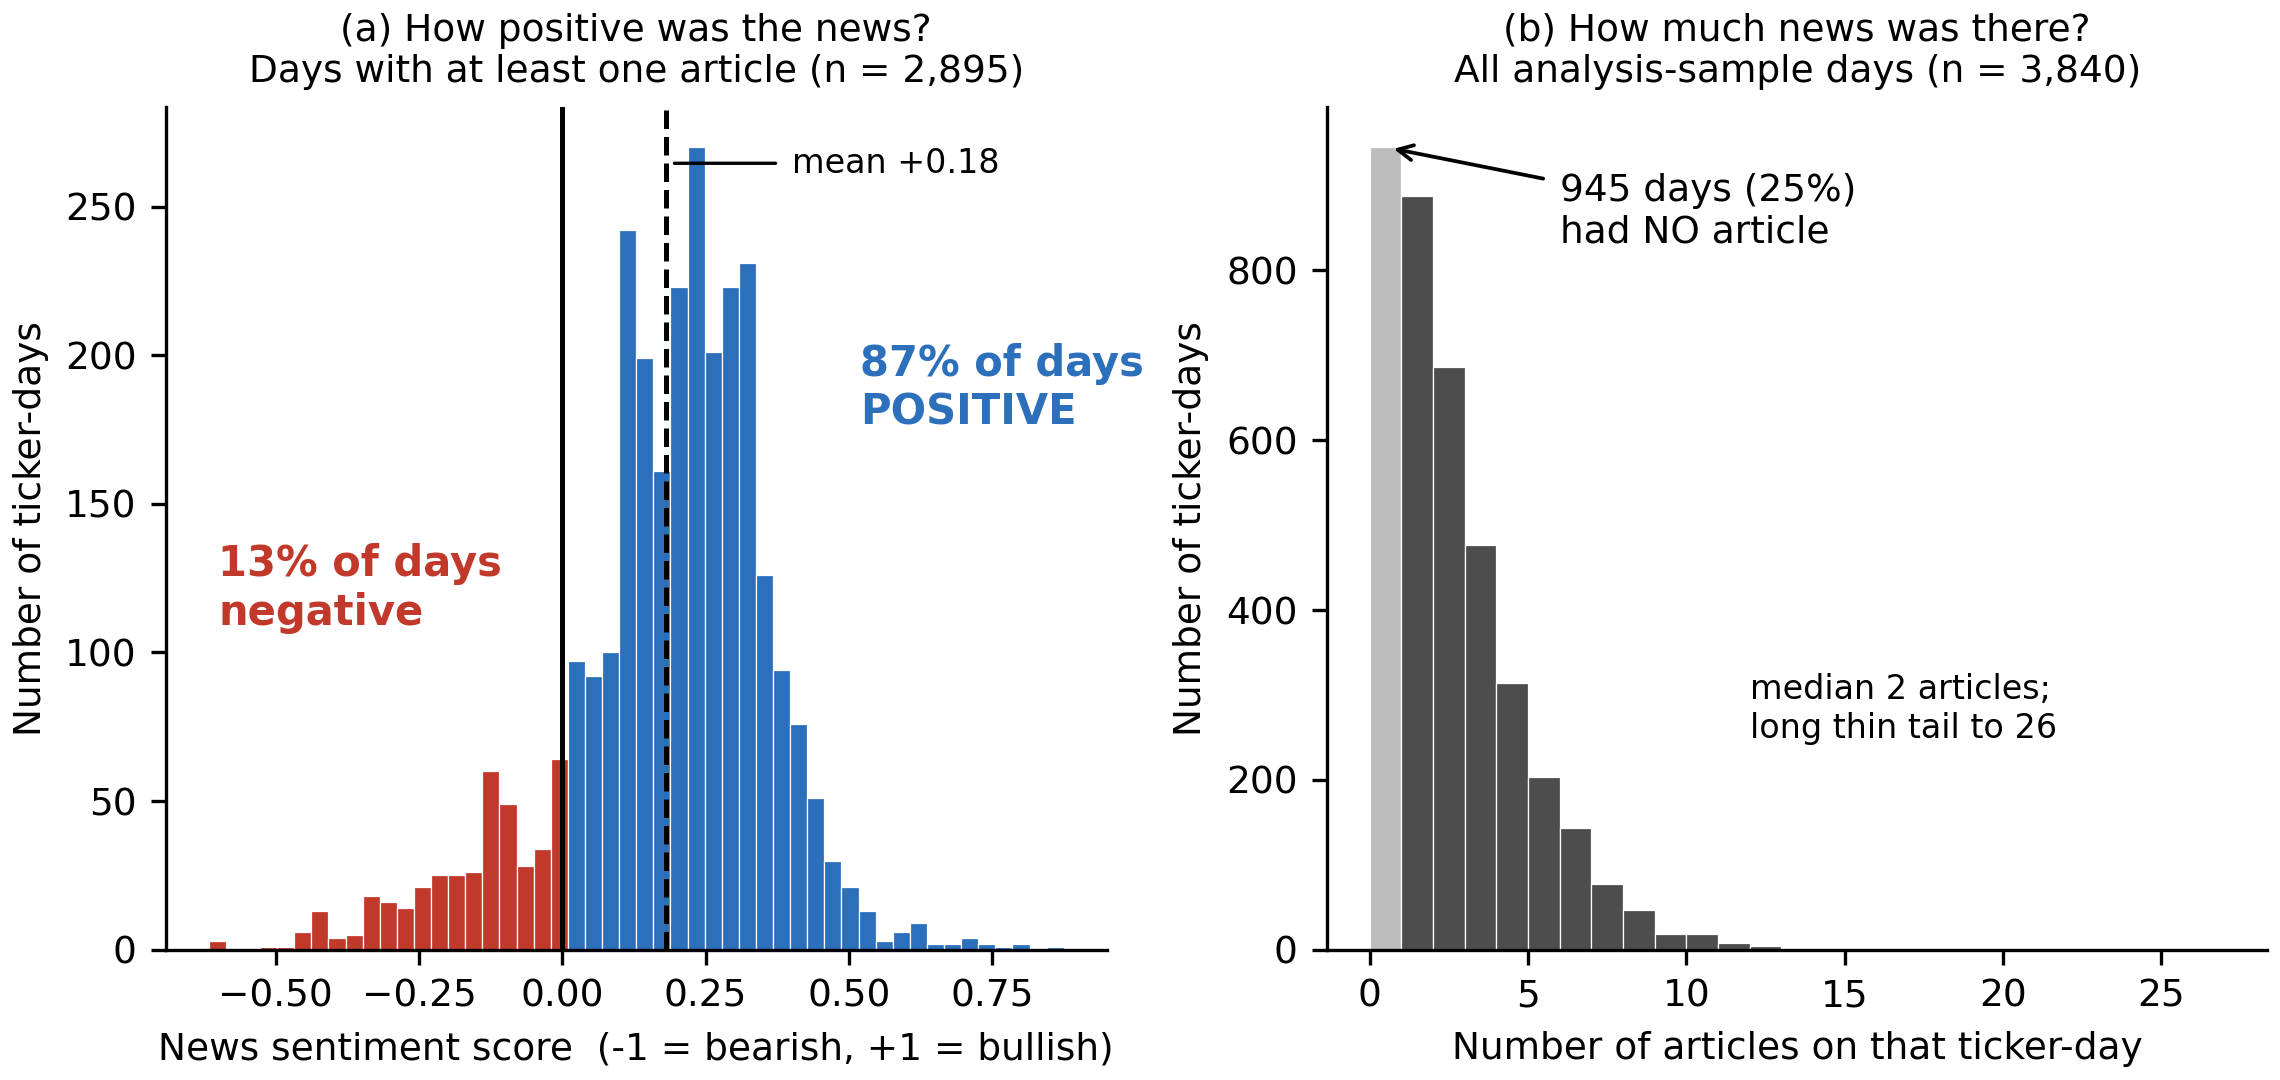 (a) How positive was the news?
Days with at least one article (n = 2,895)
Number of ticker-days
250
200
150
100
50
0
mean +0.18
87% of days
POSITIVE
13% of days
negative
−0.50
−0.25
0.00
0.25
0.50
0.75
News sentiment score  (-1 = bearish, +1 = bullish)
(b) How much news was there?
All analysis-sample days (n = 3,840)
Number of ticker-days
800
600
400
200
0
945 days (25%)
had NO article
median 2 articles;
long thin tail to 26
0
5
10
15
20
25
Number of articles on that ticker-day